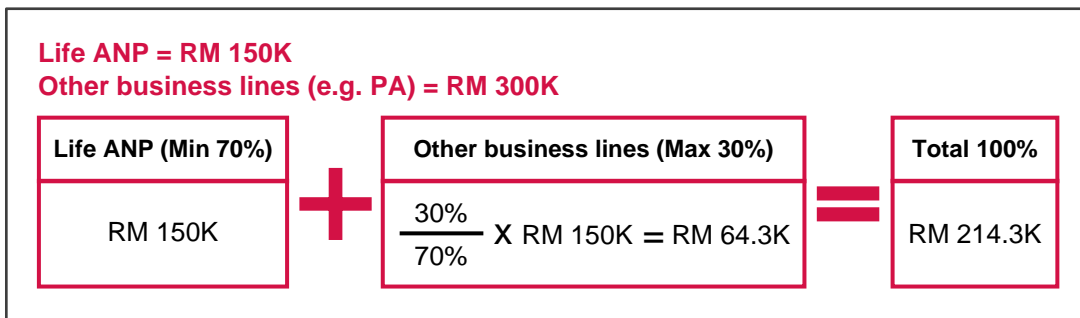 Life ANP = RM 150K
Other business lines (e.g. PA) = RM 300K
Life ANP (Min 70%)
Other business lines (Max 30%)
Total 100%
RM 150K
+
30%
70%
X RM 150K = RM 64.3K
=
RM 214.3K